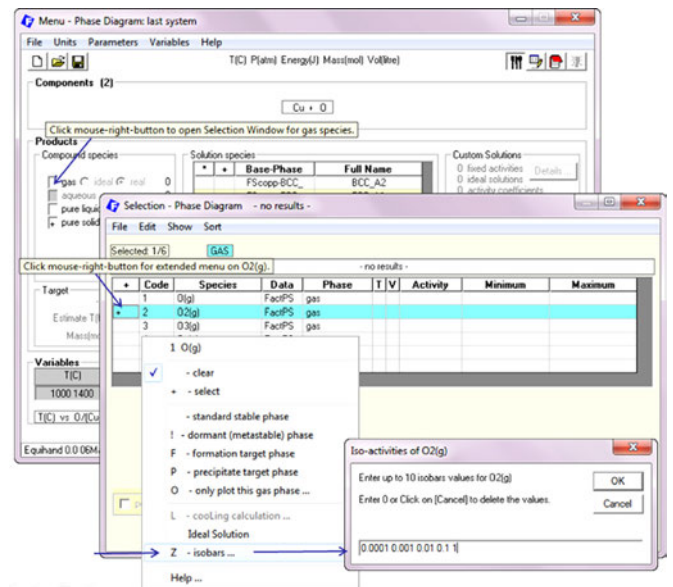 Menu - Phase Diagram: last system
File Units Parameters Variables Help
T(C) P(atm) Energy(J) Mass(mol) Vol(litre)
Components (2)
Cu + O
Click mouse-right-button to open Selection Window for gas species.
Products
Compound species
gas ideal real 0
aqueous
pure liqui
pure solid
Solution species
* + Base-Phase Full Name
FScopp-BCC_ BCC_A2
Custom Solutions
0 fixed activities
0 ideal solutions
0 activity coefficients
Details ...
Selection - Phase Diagram - no results -
File Edit Show Sort
Selected: 1/6 GAS
Click mouse-right-button for extended menu on O2(g).
- no results -
+ Code Species Data Phase T V Activity Minimum Maximum
1 O(g) FactPS gas
+ 2 O2(g) FactPS gas
3 O3(g) FactPS gas
Target
Estimate T(
Mass(mo
Variables
T(C)
1000 1400
T(C) vs O/(Cu
Equihand 0.0 06M
1 O(g)
- clear
+ - select
- standard stable phase
! - dormant (metastable) phase
F - formation target phase
P - precipitate target phase
O - only plot this gas phase ...
L - cooLing calculation ...
Ideal Solution
Z - isobars ...
Help ...
Iso-activities of O2(g)
Enter up to 10 isobars values for O2(g)
Enter 0 or Click on [Cancel] to delete the values.
OK
Cancel
0.0001 0.001 0.01 0.1 1